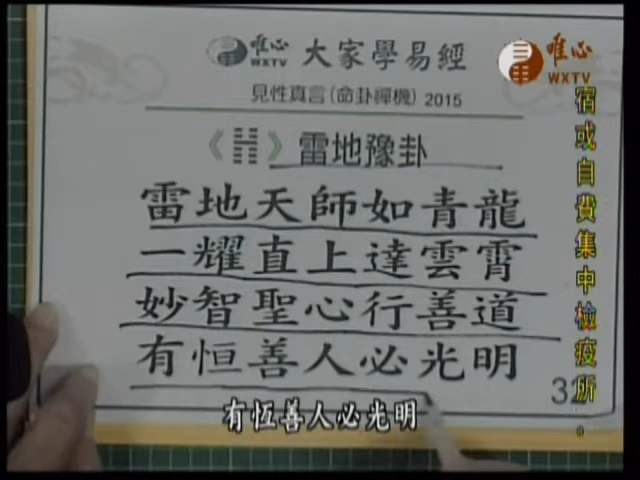 唯心 WXTV 大家學易經
見性真言(命卦禪機) 2015
《䷏》雷地豫卦
雷地天師如青龍
一耀直上達雲霄
妙智聖心行善道
有恒善人必光明
32
有恆善人必光明
唯心
WXTV
宿或自費集中檢疫所。